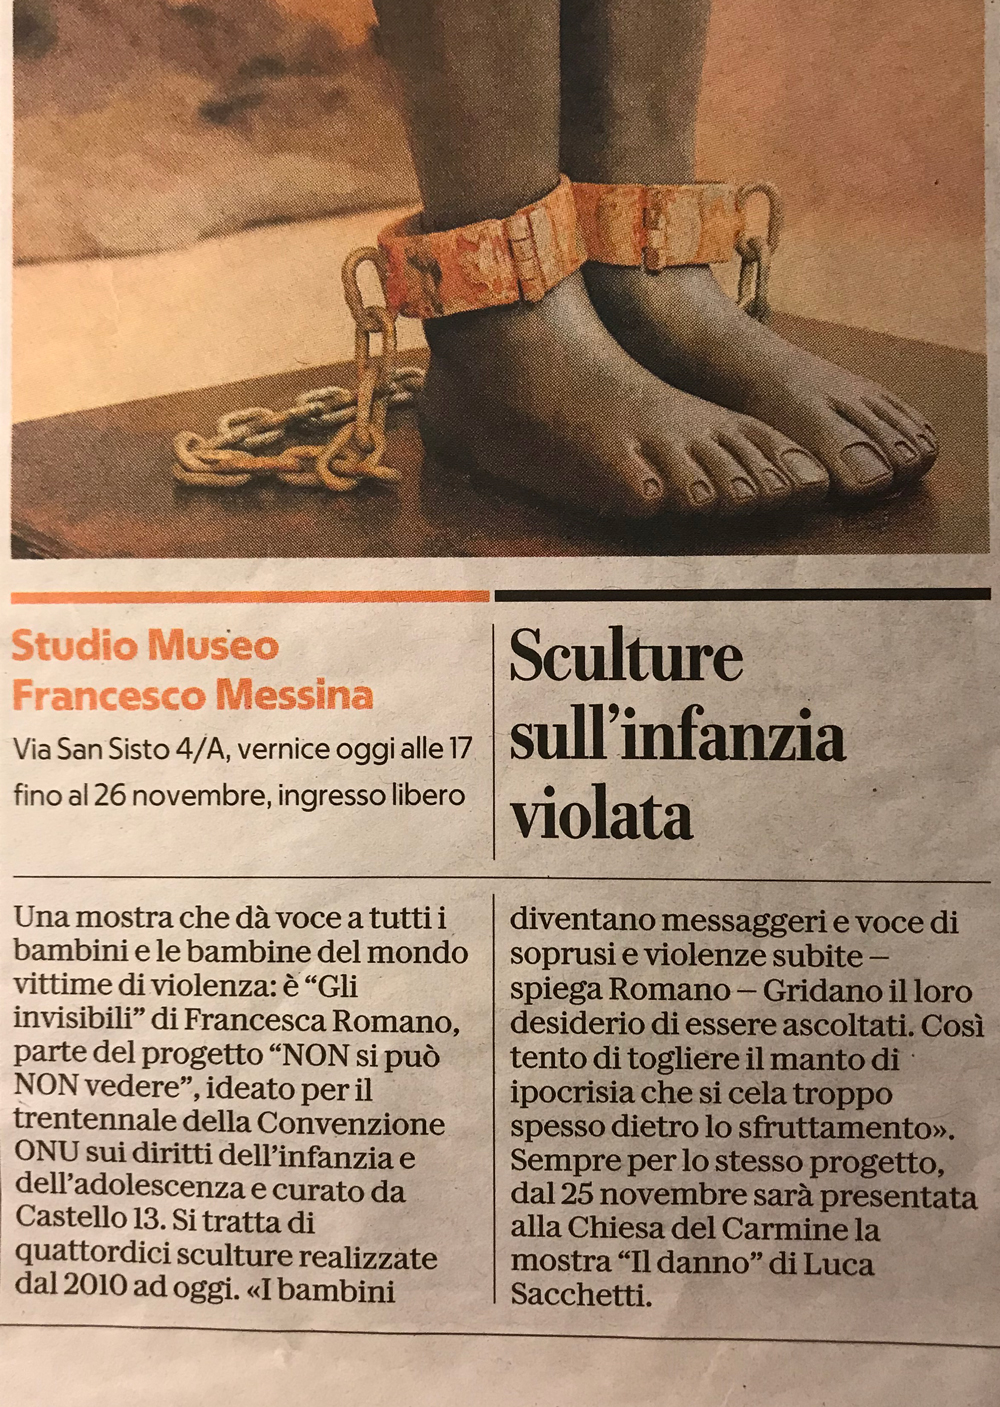 Studio Museo
Francesco Messina
Via San Sisto 4/A, vernice oggi alle 17
fino al 26 novembre, ingresso libero
Sculture
sull'infanzia
violata
Una mostra che dà voce a tutti i
bambini e le bambine del mondo
vittime di violenza: è “Gli
invisibili” di Francesca Romano,
parte del progetto “NON si può
NON vedere”, ideato per il
trentennale della Convenzione
ONU sui diritti dell'infanzia e
dell'adolescenza e curato da
Castello 13. Si tratta di
quattordici sculture realizzate
dal 2010 ad oggi. «I bambini
diventano messaggeri e voce di
soprusi e violenze subite –
spiega Romano – Gridano il loro
desiderio di essere ascoltati. Così
tento di togliere il manto di
ipocrisia che si cela troppo
spesso dietro lo sfruttamento».
Sempre per lo stesso progetto,
dal 25 novembre sarà presentata
alla Chiesa del Carmine la
mostra “Il danno” di Luca
Sacchetti.